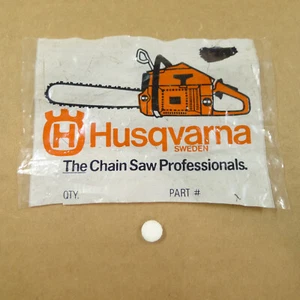 H Husqvarna
SWEDEN
The Chain Saw Professionals.
QTY. PART #